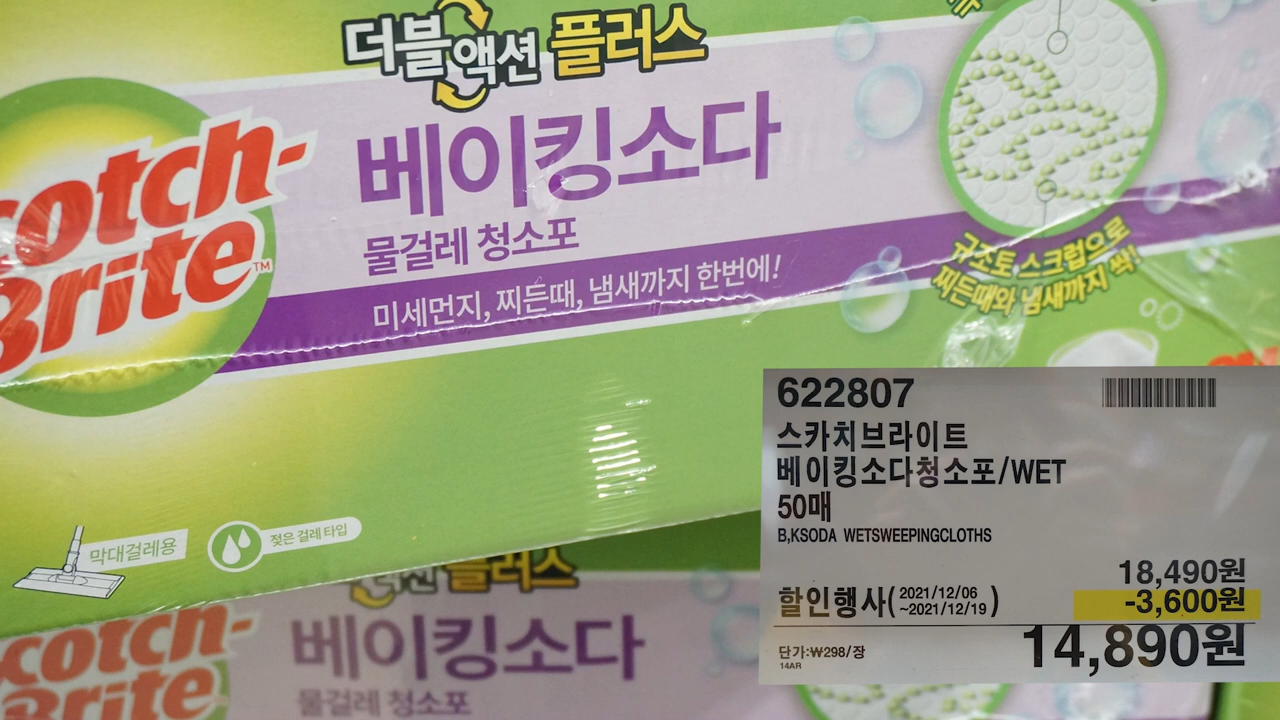 더블액션 플러스
베이킹소다
물걸레 청소포
미세먼지, 찌든때, 냄새까지 한번에!
cotch-
Brite™
규조토 스크럽으로
찌든때와 냄새까지 싹!
막대걸레용
젖은 걸레 타입
액션 플러스
cotch-
Brite
베이킹소다
물걸레 청소포
622807
스카치브라이트
베이킹소다청소포/WET
50매
B,KSODA WETSWEEPINGCLOTHS
18,490원
할인행사(2021/12/06
~2021/12/19)
-3,600원
14,890원
단가:₩298/장
14AR